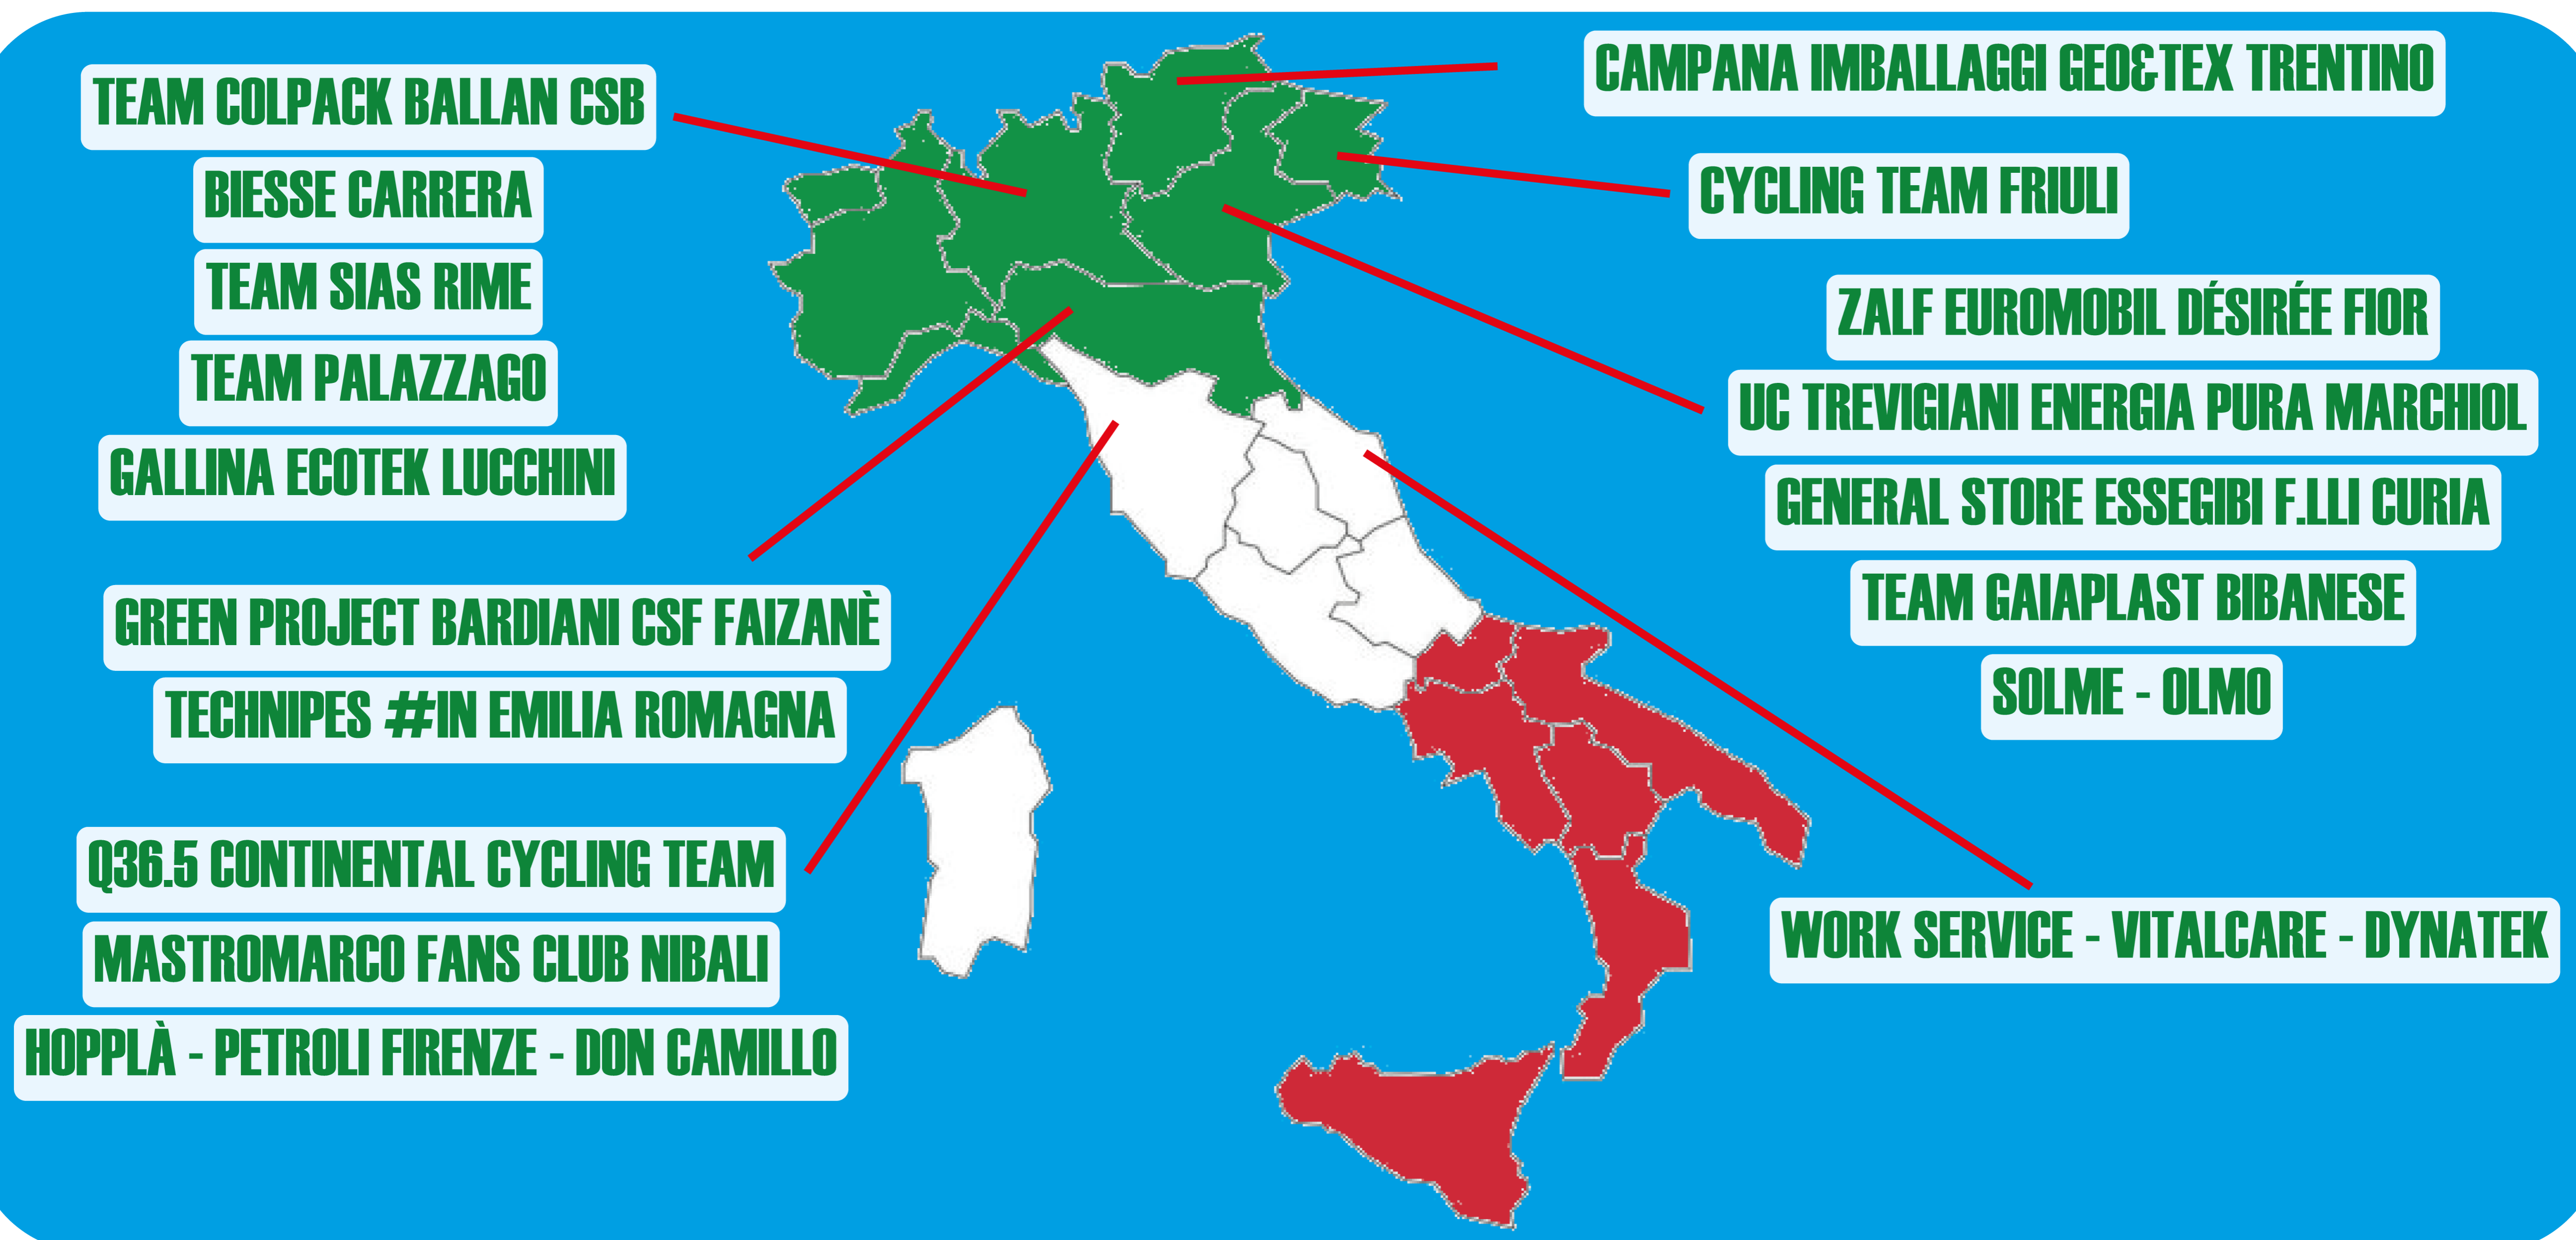 TEAM COLPACK BALLAN CSB
BIESSE CARRERA
TEAM SIAS RIME
TEAM PALAZZAGO
GALLINA ECOTEK LUCCHINI
GREEN PROJECT BARDIANI CSF FAIZANÈ
TECHNIPES #IN EMILIA ROMAGNA
Q36.5 CONTINENTAL CYCLING TEAM
MASTROMARCO FANS CLUB NIBALI
HOPPLÀ - PETROLI FIRENZE - DON CAMILLO
CAMPANA IMBALLAGGI GEO&TEX TRENTINO
CYCLING TEAM FRIULI
ZALF EUROMOBIL DÉSIRÉE FIOR
UC TREVIGIANI ENERGIA PURA MARCHIOL
GENERAL STORE ESSEGIBI F.LLI CURIA
TEAM GAIAPLAST BIBANESE
SOLME - OLMO
WORK SERVICE - VITALCARE - DYNATEK